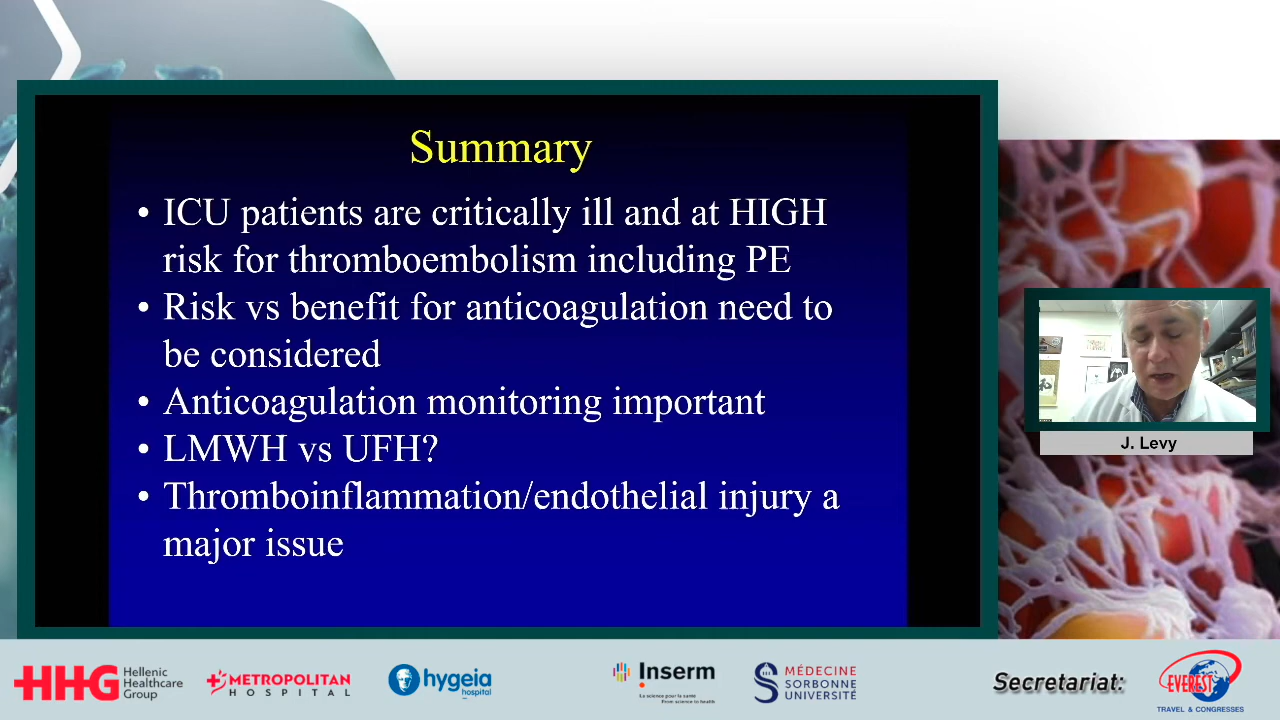 Summary
• ICU patients are critically ill and at HIGH
risk for thromboembolism including PE
• Risk vs benefit for anticoagulation need to
be considered
• Anticoagulation monitoring important
• LMWH vs UFH?
• Thromboinflammation/endothelial injury a
major issue
J. Levy
HHG Hellenic
Healthcare
Group
METROPOLITAN
HOSPITAL
hygeia
hospital
Inserm
La science pour la santé
From science to health
MÉDECINE
SORBONNE
UNIVERSITÉ
Secretariat:
EVEREST
TRAVEL & CONGRESSES